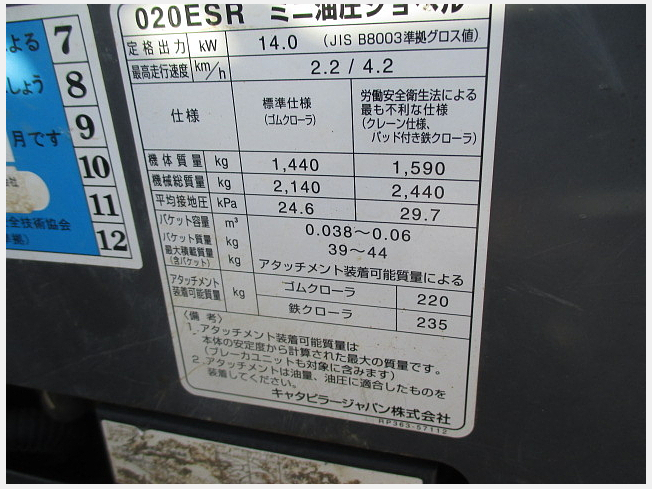 020ESR ミニ油圧ショベル
定格出力 kW 14.0 (JIS B8003準拠グロス値)
最高走行速度 km/h 2.2 / 4.2
仕様 標準仕様 (ゴムクローラ) 労働安全衛生法による最も不利な仕様 (クレーン仕様、パッド付き鉄クローラ)
機体質量 kg 1,440 1,590
機械総質量 kg 2,140 2,440
平均接地圧 kPa 24.6 29.7
バケット容量 m³ 0.038〜0.06
バケット質量 kg 39〜44
最大積載質量 (含バケット) kg アタッチメント装着可能質量による
アタッチメント装着可能質量 kg ゴムクローラ 220
鉄クローラ 235
〈備考〉
1.アタッチメント装着可能質量は
本体の安定度から計算された最大の質量です。
(ブレーカユニットも対象に含みます)
2.アタッチメントは油量、油圧に適合したものを
装着してください。
キャタピラージャパン株式会社
RP363-57112
よる 7
しょう 8
9
月です
10
11
全技術協会
12